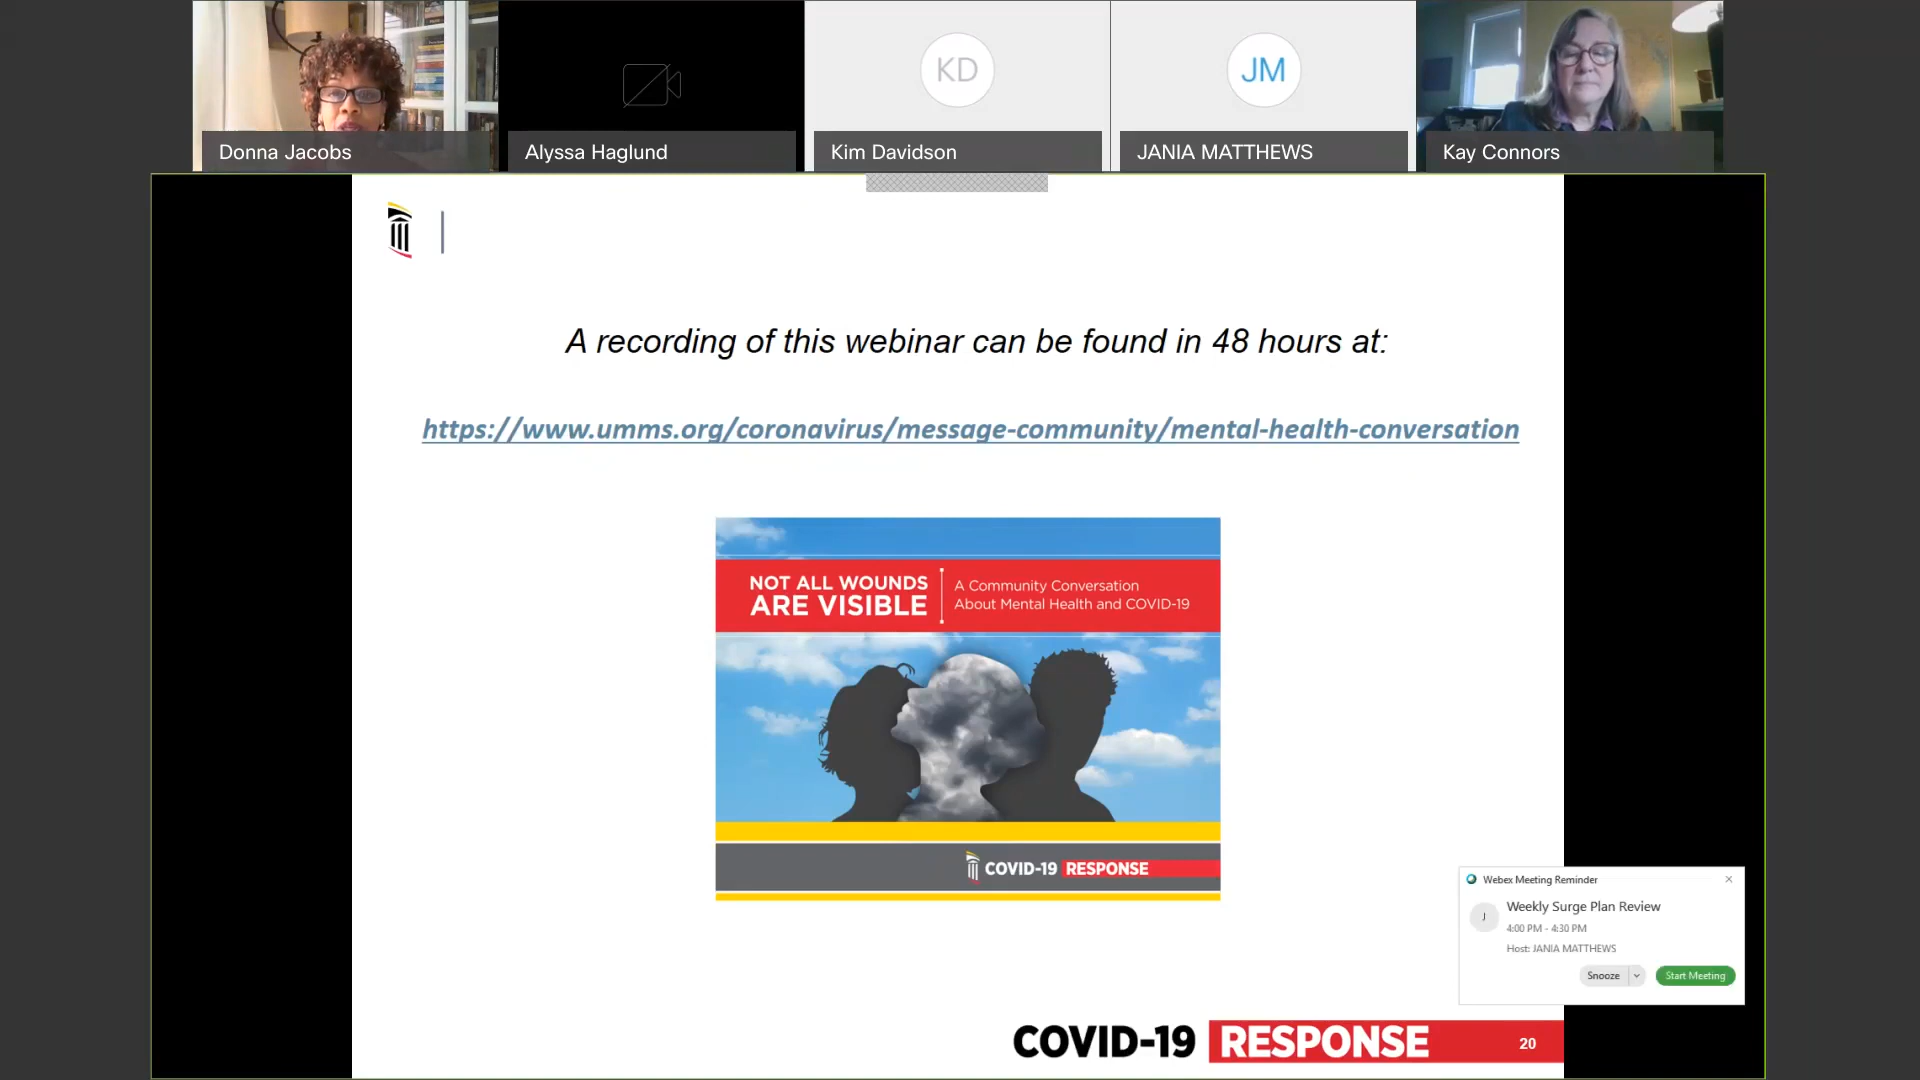 KD
JM
Donna Jacobs
Alyssa Haglund
Kim Davidson
JANIA MATTHEWS
Kay Connors
A recording of this webinar can be found in 48 hours at:
https://www.umms.org/coronavirus/message-community/mental-health-conversation
NOT ALL WOUNDS
ARE VISIBLE
A Community Conversation
About Mental Health and COVID-19
COVID-19 RESPONSE
Webex Meeting Reminder
J
Weekly Surge Plan Review
4:00 PM - 4:30 PM
Host: JANIA MATTHEWS
Snooze
Start Meeting
COVID-19 RESPONSE
20